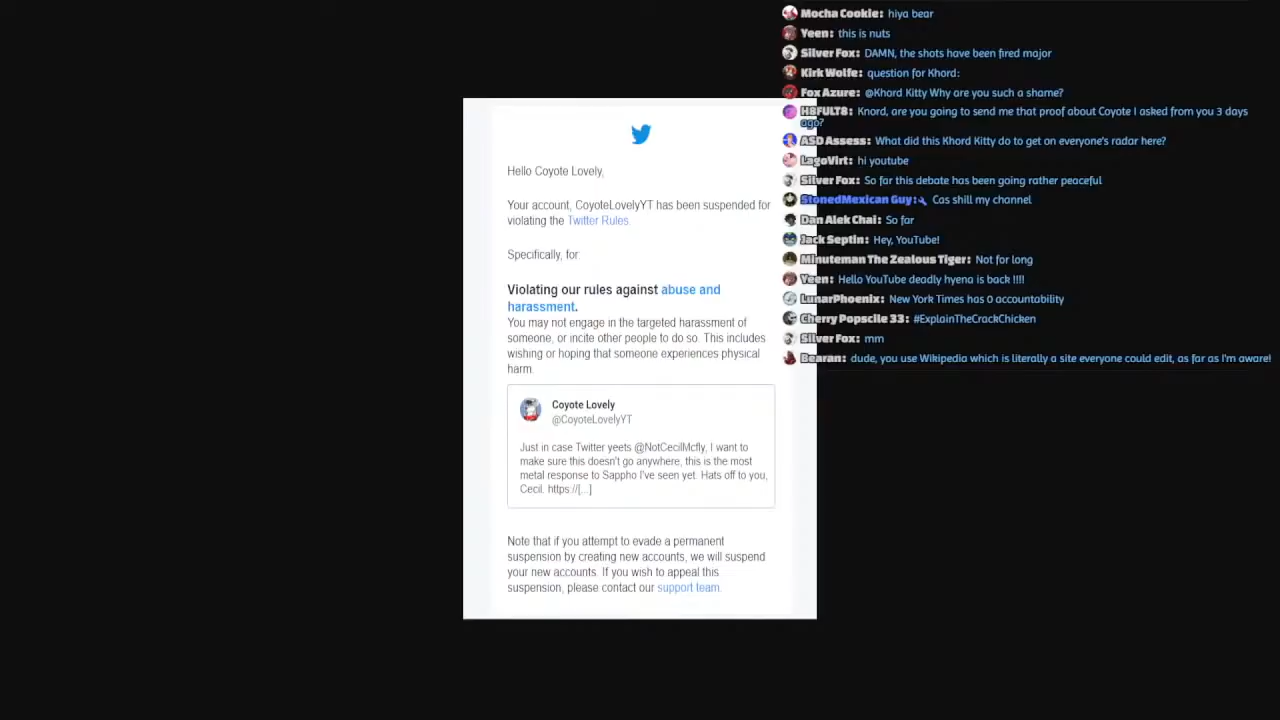 Hello Coyote Lovely,
Your account, CoyoteLovelyYT has been suspended for
violating the Twitter Rules.
Specifically, for:
Violating our rules against abuse and
harassment.
You may not engage in the targeted harassment of
someone, or incite other people to do so. This includes
wishing or hoping that someone experiences physical
harm.
Coyote Lovely
@CoyoteLovelyYT
Just in case Twitter yeets @NotCecilMcfly, I want to
make sure this doesn't go anywhere, this is the most
metal response to Sappho I've seen yet. Hats off to you,
Cecil. https://[...]
Note that if you attempt to evade a permanent
suspension by creating new accounts, we will suspend
your new accounts. If you wish to appeal this
suspension, please contact our support team.
Mocha Cookie: hiya bear
Yeen: this is nuts
Silver Fox: DAMN, the shots have been fired major
Kirk Wolfe: question for Khord:
Fox Azure: @Khord Kitty Why are you such a shame?
H8FULT8: Knord, are you going to send me that proof about Coyote I asked from you 3 days
ago?
ASD Assess: What did this Khord Kitty do to get on everyone's radar here?
LagoVirt: hi youtube
Silver Fox: So far this debate has been going rather peaceful
StonedMexican Guy: Cas shill my channel
Dan Alek Chai: So far
Jack Septin: Hey, YouTube!
Minuteman The Zealous Tiger: Not for long
Yeen: Hello YouTube deadly hyena is back !!!!
LunarPhoenix: New York Times has 0 accountability
Cherry Popscile 33: #ExplainTheCrackChicken
Silver Fox: mm
Bearan: dude, you use Wikipedia which is literally a site everyone could edit, as far as I'm aware!